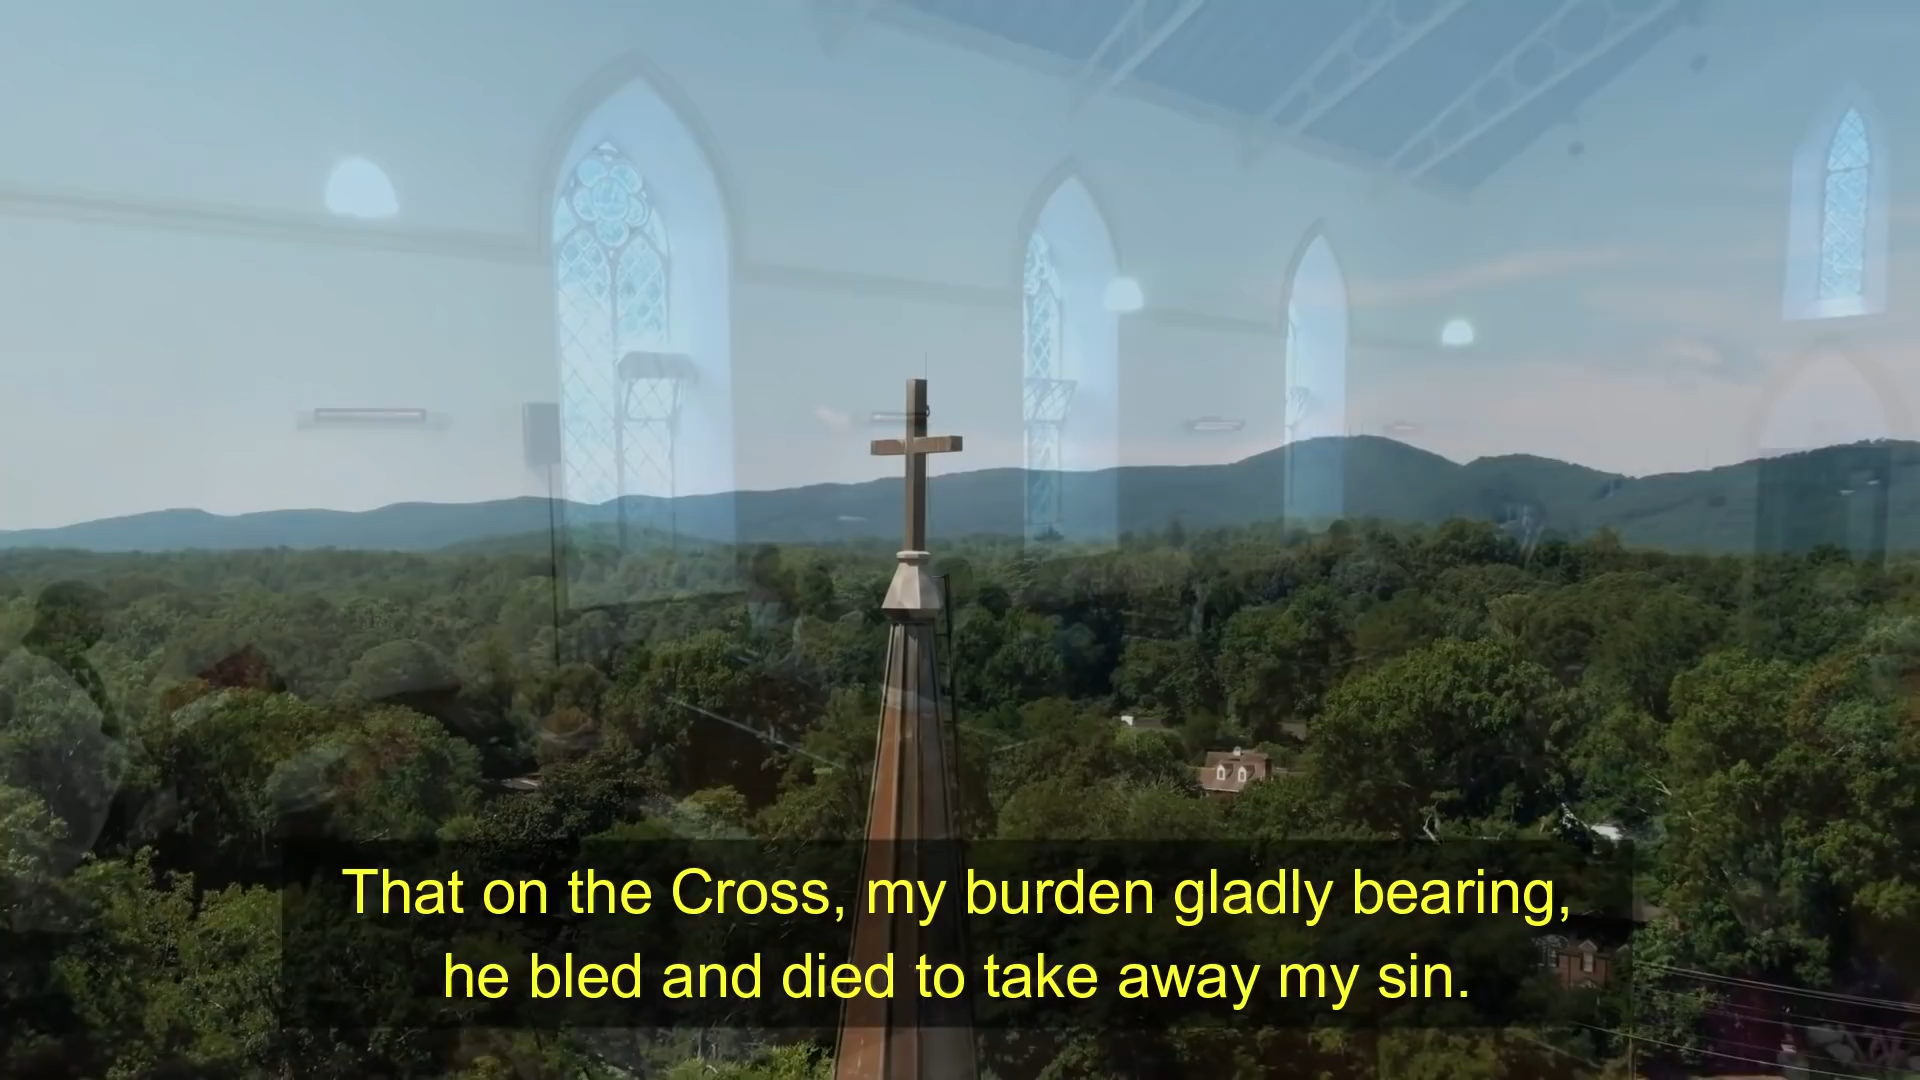 That on the Cross, my burden gladly bearing,
he bled and died to take away my sin.